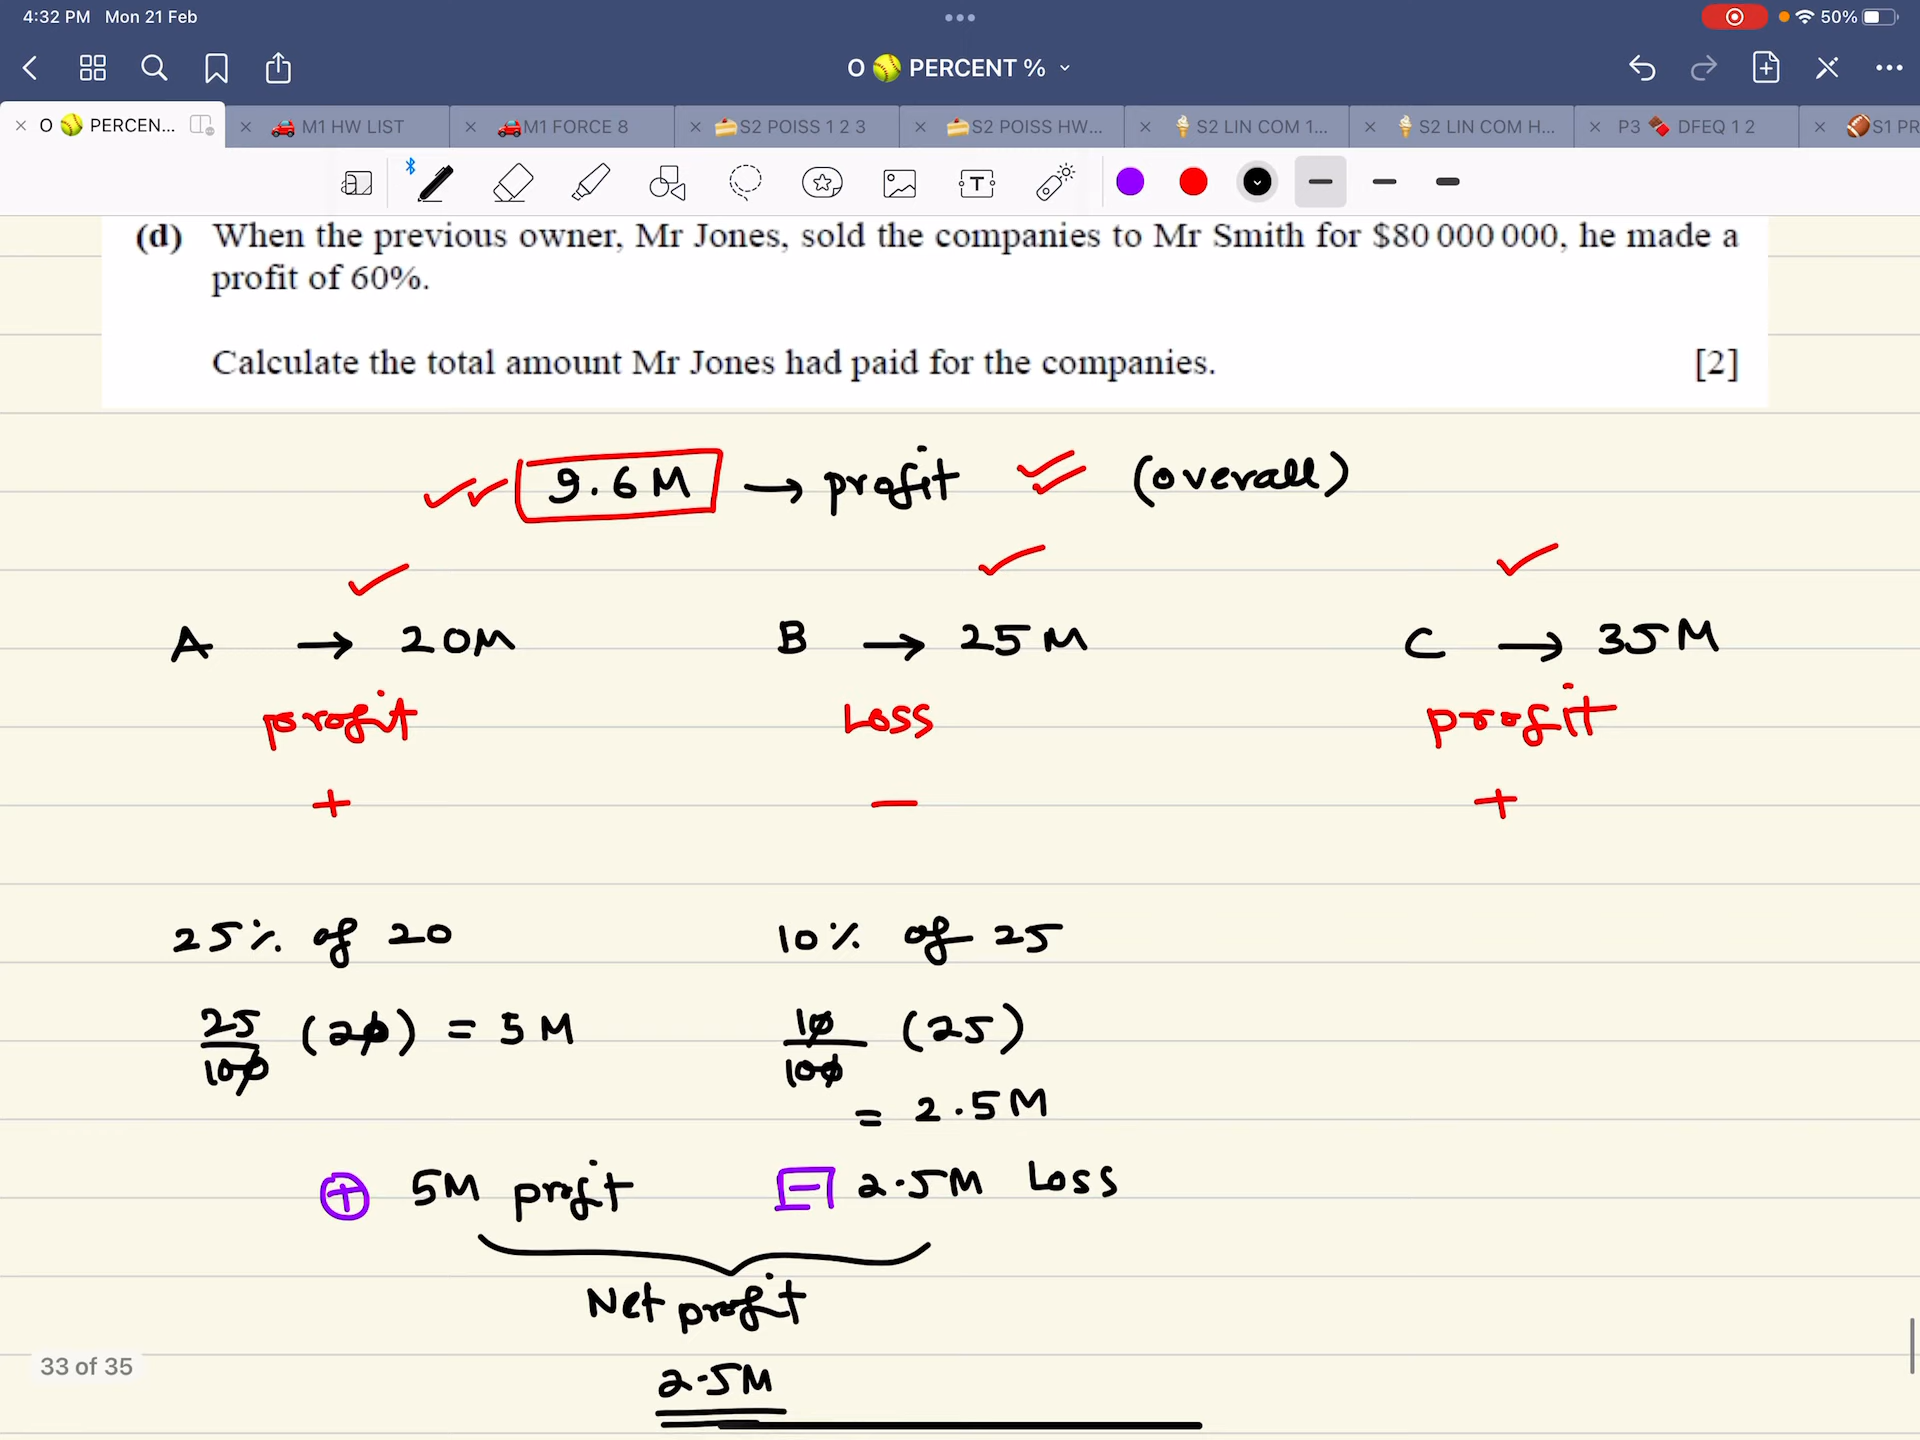 4:32 PM Mon 21 Feb
50%
O 🥎 PERCENT %
O 🥎 PERCEN...
🚗 M1 HW LIST
🚗M1 FORCE 8
🍰S2 POISS 1 2 3
🍰S2 POISS HW...
🍦S2 LIN COM 1...
🍦S2 LIN COM H...
P3 🍫 DFEQ 1 2
🏈S1 PR
(d) When the previous owner, Mr Jones, sold the companies to Mr Smith for $80 000 000, he made a
profit of 60%.
Calculate the total amount Mr Jones had paid for the companies. [2]
9.6M → profit (overall)
A → 20M B → 25M C → 35M
profit Loss profit
+ − +
25% of 20 10% of 25
25/100 (20) = 5M 10/100 (25)
= 2.5M
+ 5M profit − 2.5M Loss
Net profit
2.5M
33 of 35